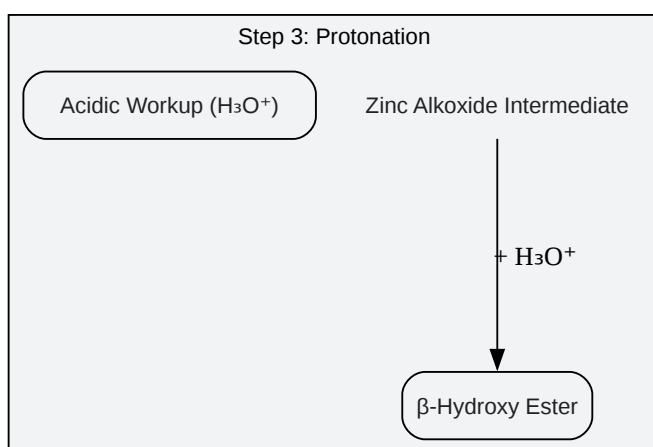 Step 3: Protonation
Acidic Workup (H₃O⁺)
Zinc Alkoxide Intermediate
+ H₃O⁺
β-Hydroxy Ester